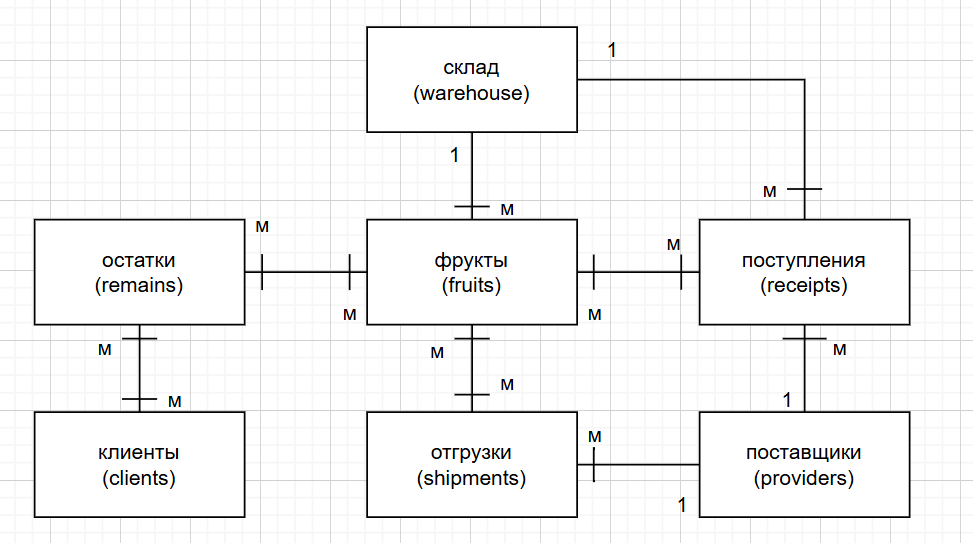 1
склад
(warehouse)
1
м
м
м
м
остатки
(remains)
фрукты
(fruits)
поступления
(receipts)
м
м
м
м
м
м
м
1
м
клиенты
(clients)
отгрузки
(shipments)
поставщики
(providers)
1